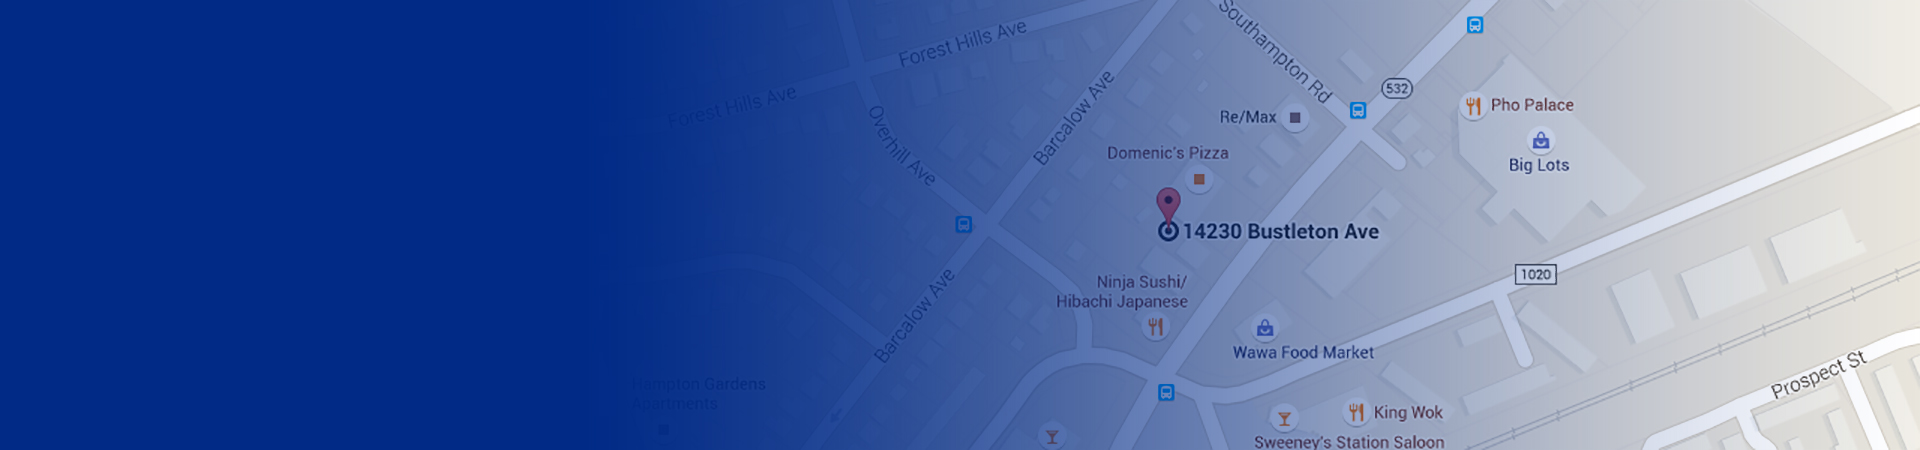 Forest Hills Ave
Southampton Rd
Forest Hills Ave
532
Re/Max
Pho Palace
Barcalow Ave
Overhill Ave
Domenic's Pizza
Big Lots
14230 Bustleton Ave
1020
Ninja Sushi/
Hibachi Japanese
Barcalow Ave
Wawa Food Market
Prospect St
Hampton Gardens
Apartments
King Wok
Sweeney's Station Saloon